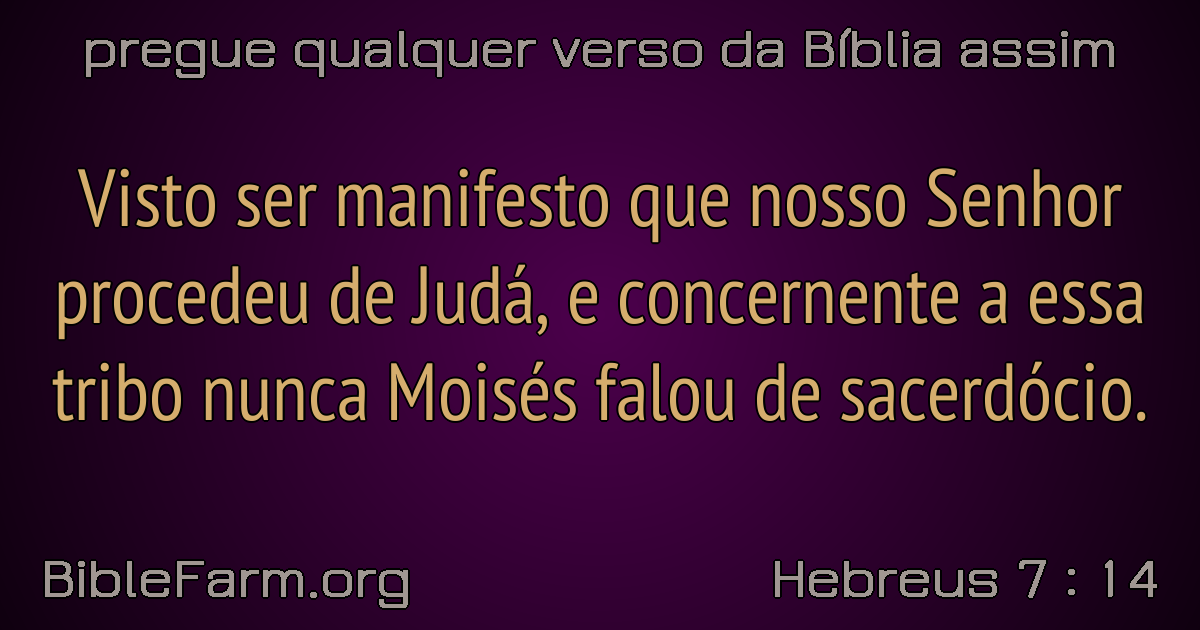 pregue qualquer verso da Bíblia assim
Visto ser manifesto que nosso Senhor
procedeu de Judá, e concernente a essa
tribo nunca Moisés falou de sacerdócio.
BibleFarm.org
Hebreus 7 : 14